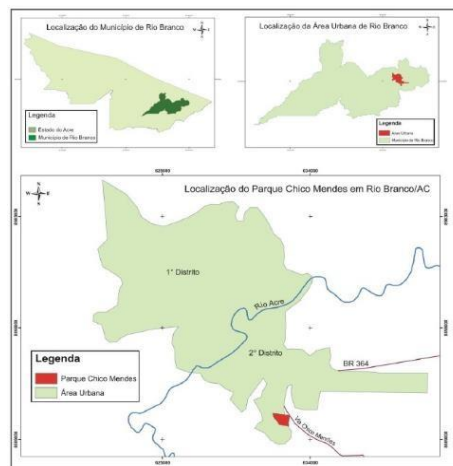 Localização do Município de Rio Branco
Legenda
Estado do Acre
Município de Rio Branco
Localização da Área Urbana de Rio Branco
Legenda
Área Urbana
Município de Rio Branco
Localização do Parque Chico Mendes em Rio Branco/AC
1° Distrito
Rio Acre
2° Distrito
BR 364
Via Chico Mendes
Legenda
Parque Chico Mendes
Área Urbana